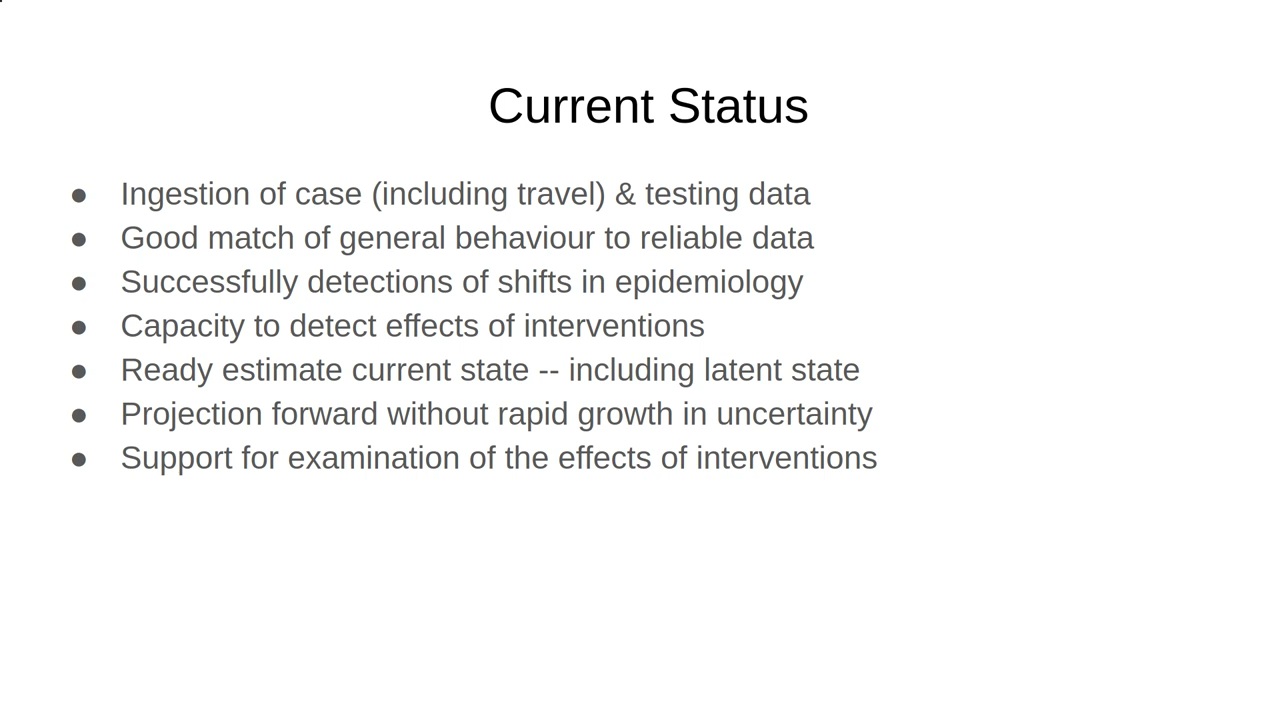 Current Status
● Ingestion of case (including travel) & testing data
● Good match of general behaviour to reliable data
● Successfully detections of shifts in epidemiology
● Capacity to detect effects of interventions
● Ready estimate current state -- including latent state
● Projection forward without rapid growth in uncertainty
● Support for examination of the effects of interventions